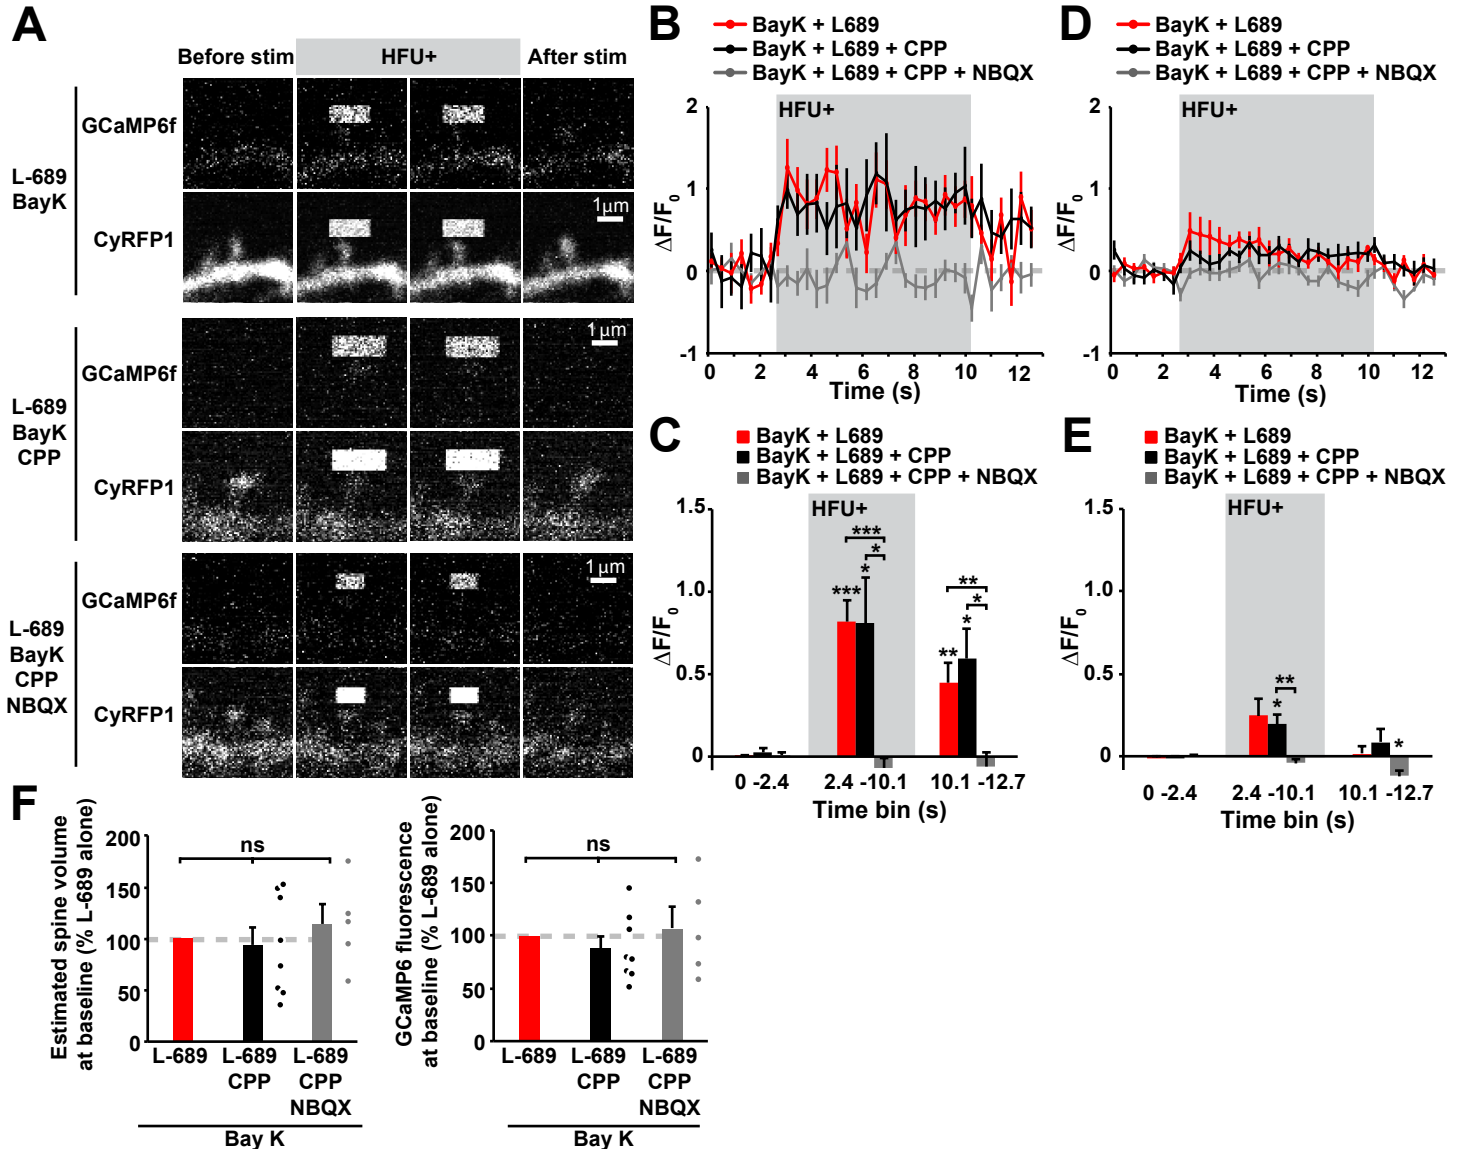 A
Before stim HFU+ After stim
L-689
BayK
GCaMP6f
CyRFP1
1µm
L-689
BayK
CPP
GCaMP6f
1µm
CyRFP1
L-689
BayK
CPP
NBQX
GCaMP6f
1µm
CyRFP1
B
BayK + L689
BayK + L689 + CPP
BayK + L689 + CPP + NBQX
HFU+
ΔF/F0
2
1
0
-1
0 2 4 6 8 10 12
Time (s)
D
BayK + L689
BayK + L689 + CPP
BayK + L689 + CPP + NBQX
HFU+
ΔF/F0
2
1
0
-1
0 2 4 6 8 10 12
Time (s)
C
BayK + L689
BayK + L689 + CPP
BayK + L689 + CPP + NBQX
HFU+
ΔF/F0
1.5
1.0
0.5
0
***
*
*
***
**
*
*
**
0 -2.4 2.4 -10.1 10.1 -12.7
Time bin (s)
E
BayK + L689
BayK + L689 + CPP
BayK + L689 + CPP + NBQX
HFU+
ΔF/F0
1.5
1.0
0.5
0
**
*
*
0 -2.4 2.4 -10.1 10.1 -12.7
Time bin (s)
F
Estimated spine volume
at baseline (% L-689 alone)
200
150
100
50
0
ns
L-689 L-689 L-689
CPP CPP
NBQX
Bay K
GCaMP6 fluorescence
at baseline (% L-689 alone)
200
150
100
50
0
ns
L-689 L-689 L-689
CPP CPP
NBQX
Bay K